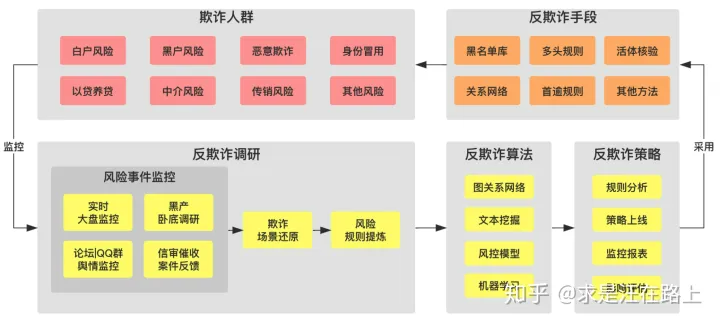 欺诈人群
白户风险
黑户风险
恶意欺诈
身份冒用
以贷养贷
中介风险
传销风险
其他风险
反欺诈手段
黑名单库
多头规则
活体核验
关系网络
首逾规则
其他方法
监控
采用
反欺诈调研
风险事件监控
实时
大盘监控
黑产
卧底调研
论坛|QQ群
舆情监控
信审催收
案件反馈
欺诈
场景还原
风险
规则提炼
反欺诈算法
图关系网络
文本挖掘
风控模型
机器学习
反欺诈策略
规则分析
策略上线
监控报表
评估
知乎 @求是汪在路上